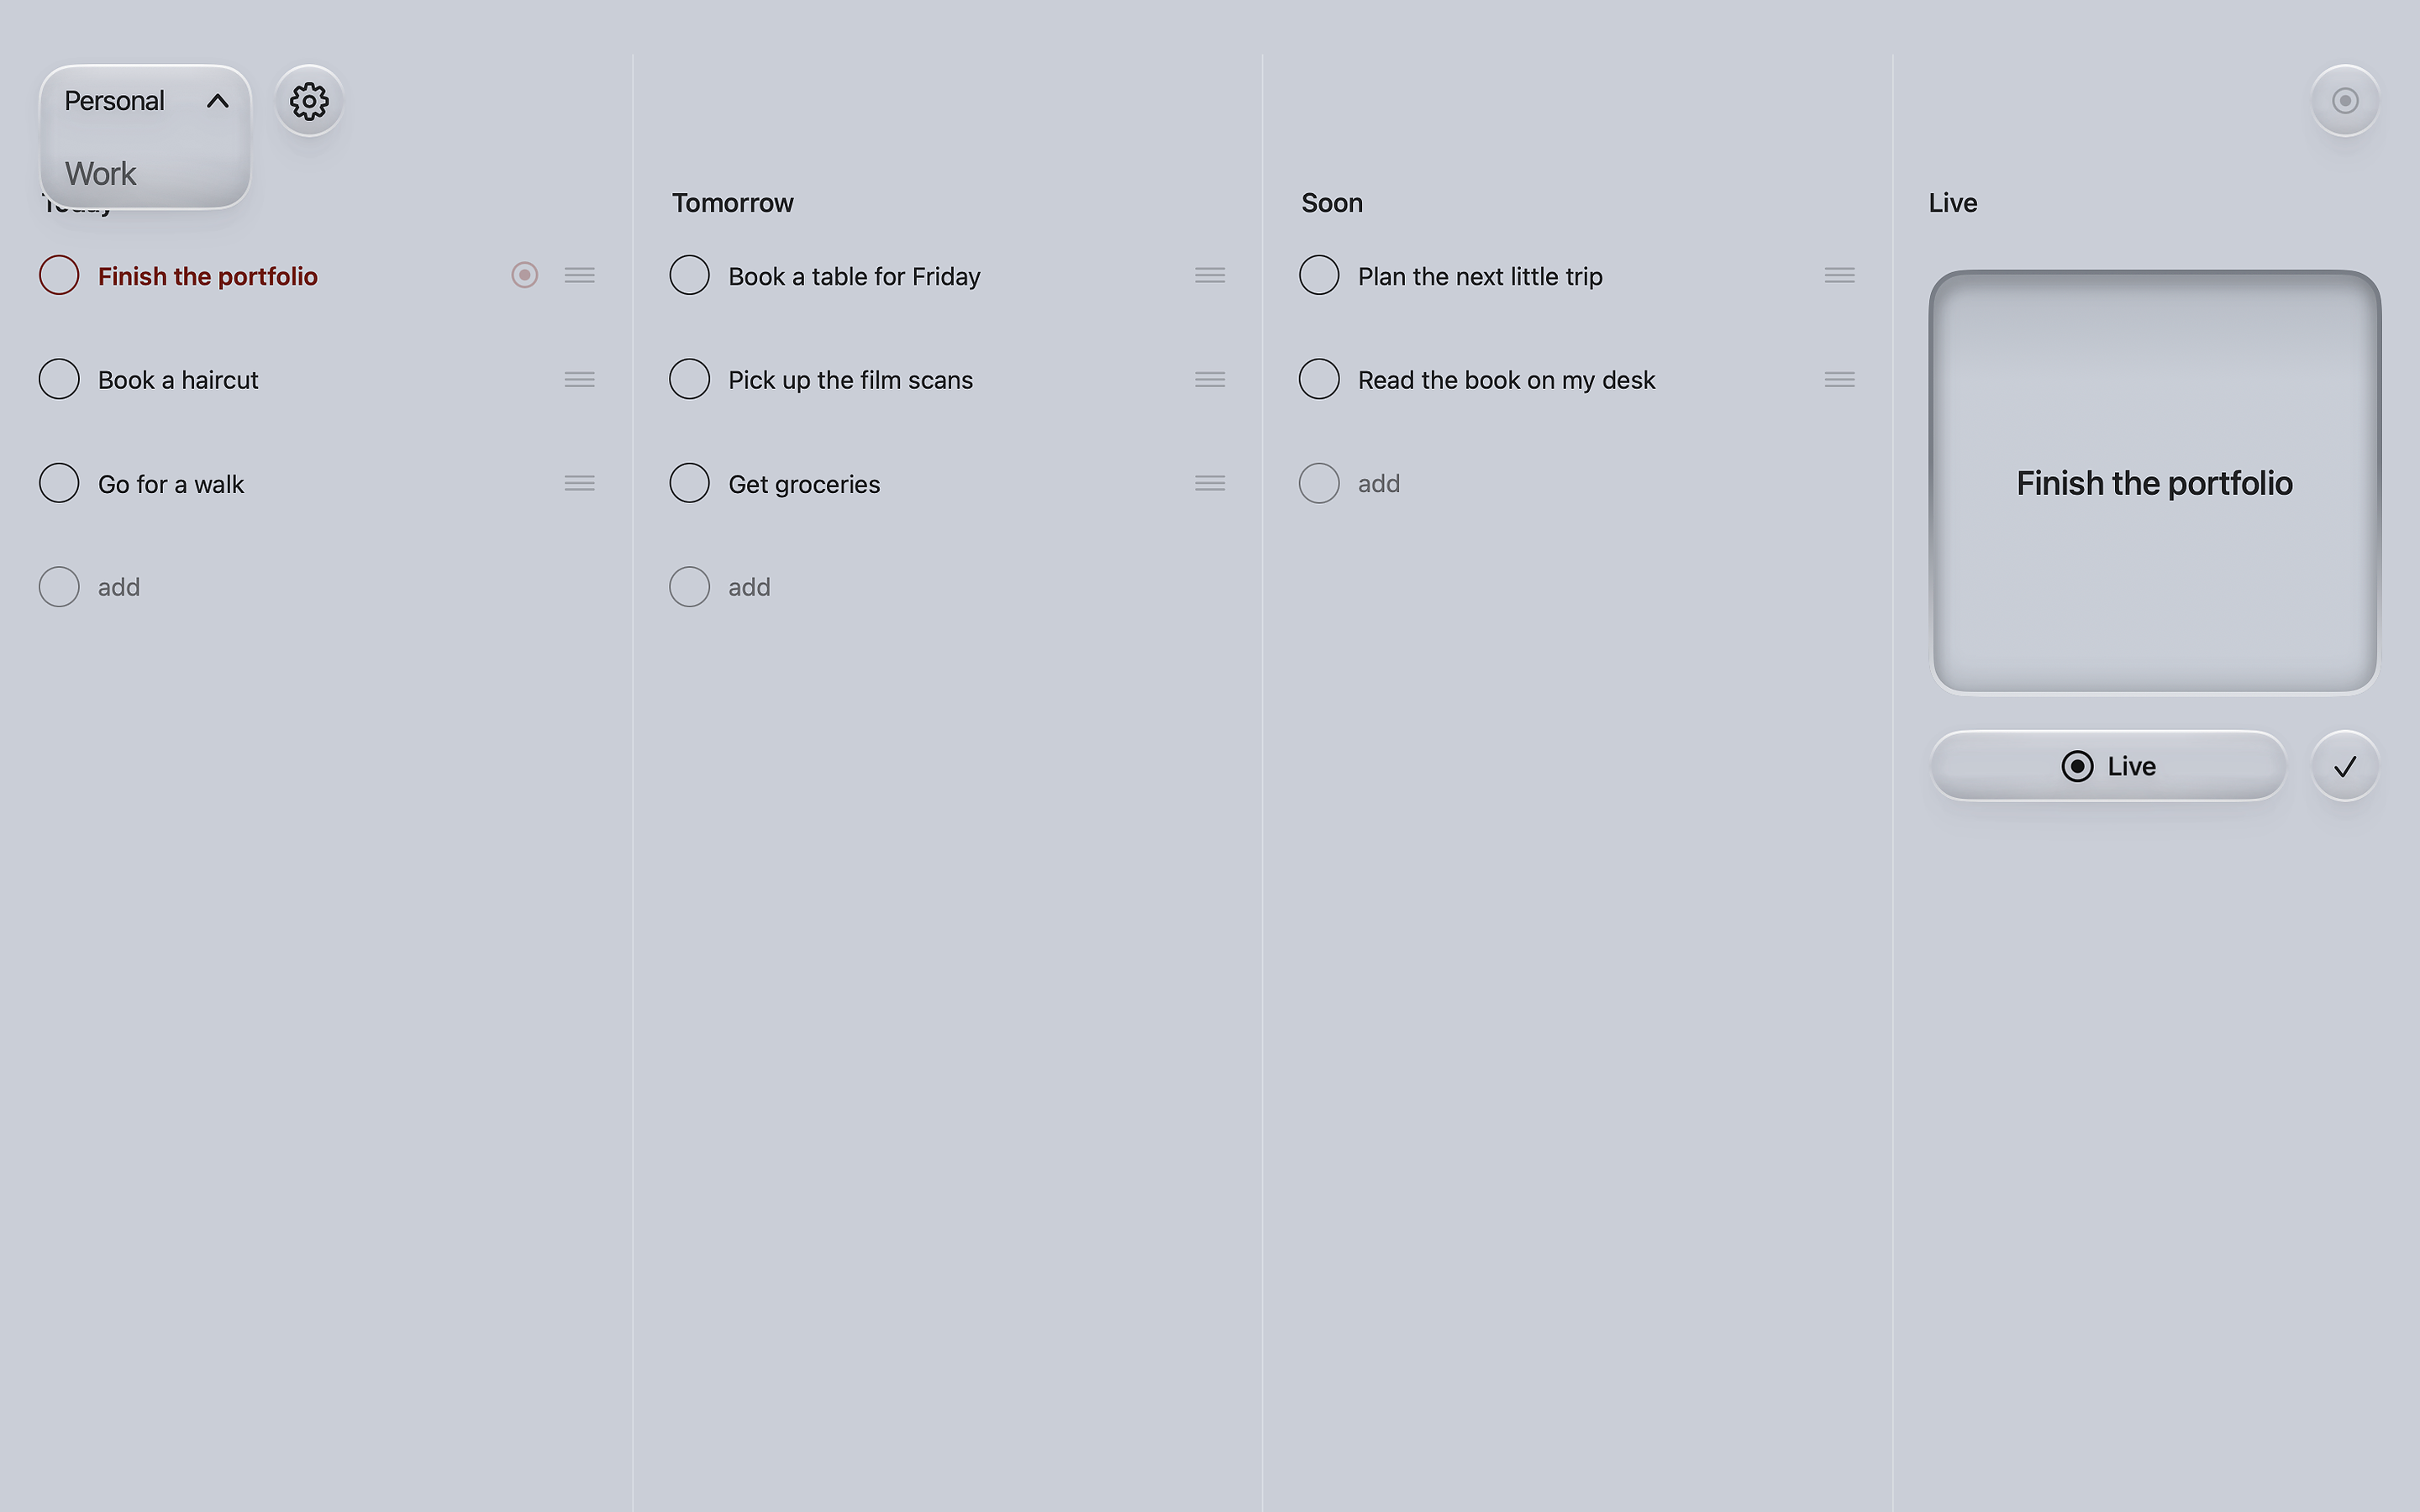 Personal
Work
Today
Finish the portfolio
Book a haircut
Go for a walk
add
Tomorrow
Book a table for Friday
Pick up the film scans
Get groceries
add
Soon
Plan the next little trip
Read the book on my desk
add
Live
Finish the portfolio
Live